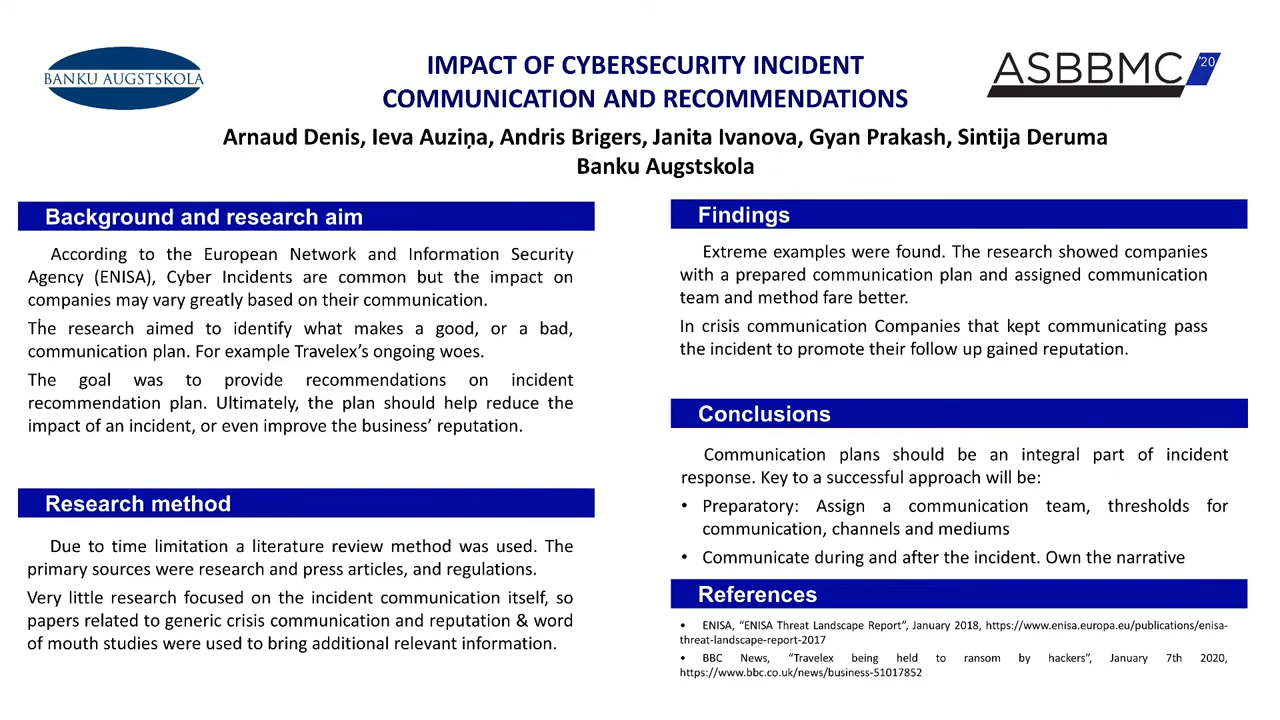 BANKU AUGSTSKOLA
IMPACT OF CYBERSECURITY INCIDENT
COMMUNICATION AND RECOMMENDATIONS
ASBBMC '20
Arnaud Denis, Ieva Auziņa, Andris Brigers, Janita Ivanova, Gyan Prakash, Sintija Deruma
Banku Augstskola
Background and research aim
According to the European Network and Information Security
Agency (ENISA), Cyber Incidents are common but the impact on
companies may vary greatly based on their communication.
The research aimed to identify what makes a good, or a bad,
communication plan. For example Travelex's ongoing woes.
The goal was to provide recommendations on incident
recommendation plan. Ultimately, the plan should help reduce the
impact of an incident, or even improve the business' reputation.
Research method
Due to time limitation a literature review method was used. The
primary sources were research and press articles, and regulations.
Very little research focused on the incident communication itself, so
papers related to generic crisis communication and reputation & word
of mouth studies were used to bring additional relevant information.
Findings
Extreme examples were found. The research showed companies
with a prepared communication plan and assigned communication
team and method fare better.
In crisis communication Companies that kept communicating pass
the incident to promote their follow up gained reputation.
Conclusions
Communication plans should be an integral part of incident
response. Key to a successful approach will be:
• Preparatory: Assign a communication team, thresholds for
communication, channels and mediums
• Communicate during and after the incident. Own the narrative
References
• ENISA, "ENISA Threat Landscape Report", January 2018, https://www.enisa.europa.eu/publications/enisa-
threat-landscape-report-2017
• BBC News, "Travelex being held to ransom by hackers", January 7th 2020,
https://www.bbc.co.uk/news/business-51017852